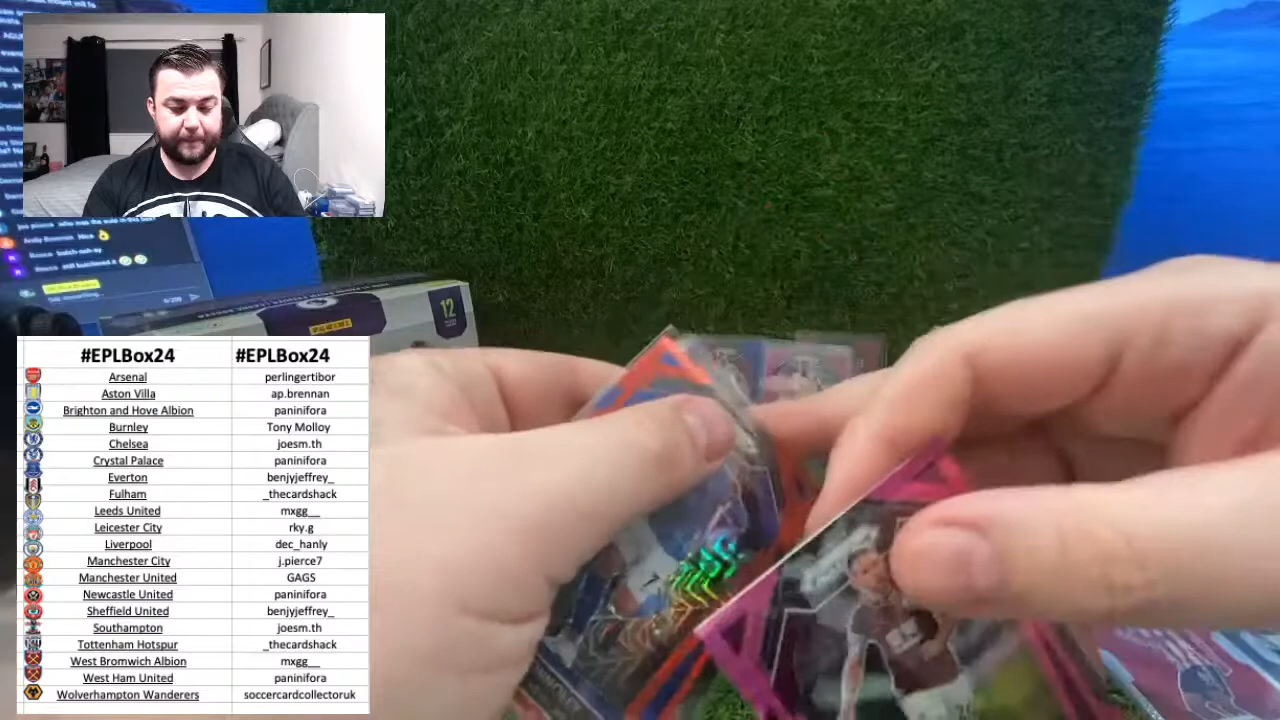 12
#EPLBox24 #EPLBox24
Arsenal perlingertibor
Aston Villa ap.brennan
Brighton and Hove Albion paninifora
Burnley Tony Molloy
Chelsea joesm.th
Crystal Palace paninifora
Everton benjyjeffrey_
Fulham _thecardshack
Leeds United mxgg__
Leicester City rky.g
Liverpool dec_hanly
Manchester City j.pierce7
Manchester United GAGS
Newcastle United paninifora
Sheffield United benjyjeffrey_
Southampton joesm.th
Tottenham Hotspur _thecardshack
West Bromwich Albion mxgg__
West Ham United paninifora
Wolverhampton Wanderers soccercardcollectoruk